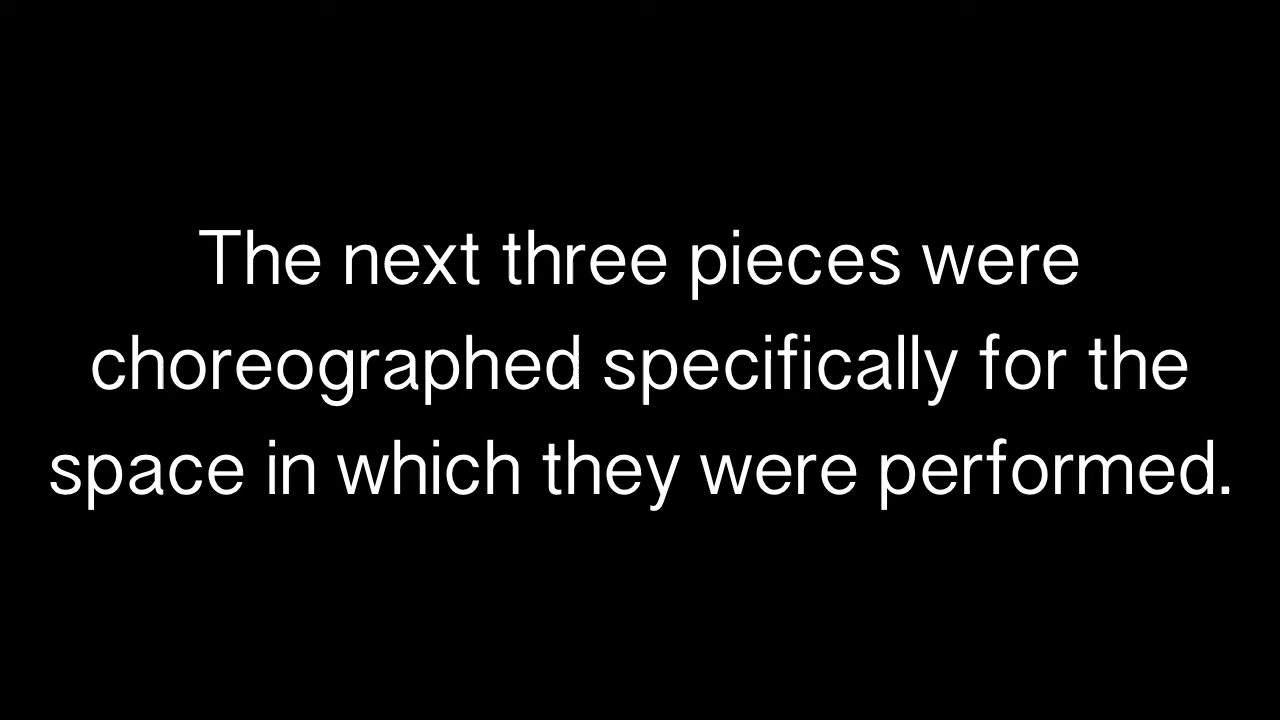 The next three pieces were
choreographed specifically for the
space in which they were performed.